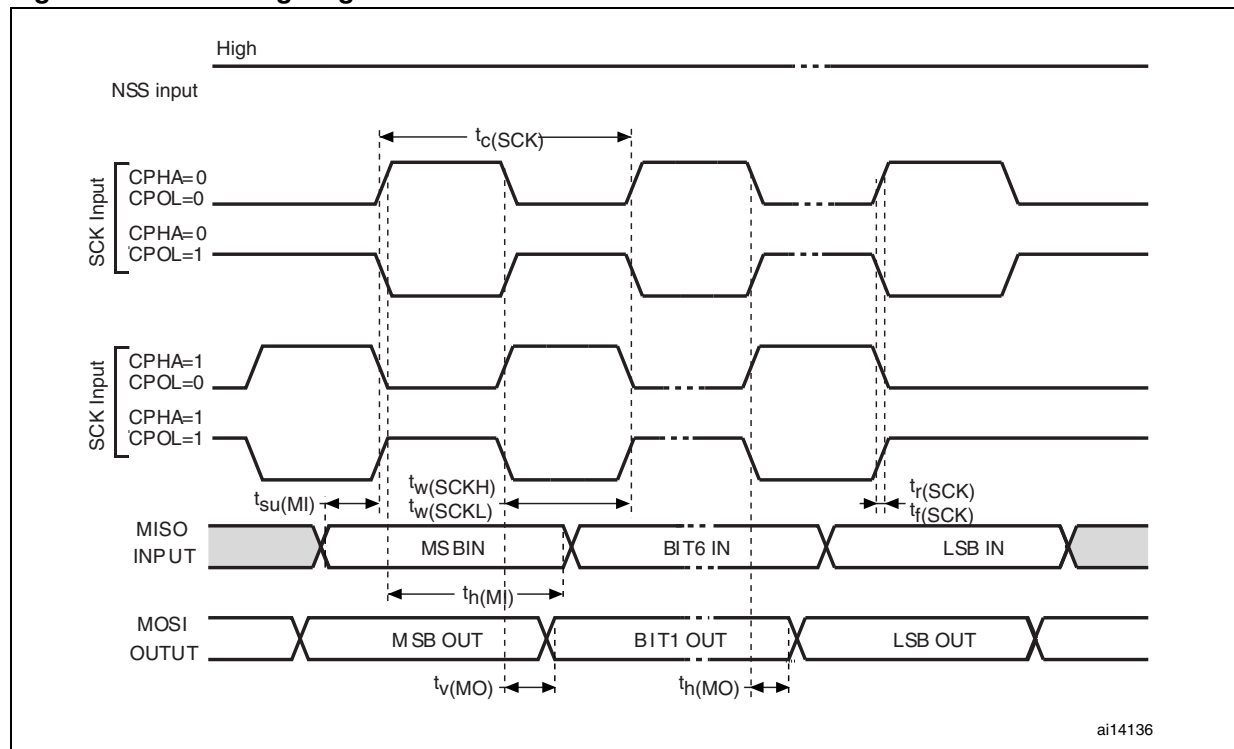 High
NSS input
tc(SCK)
SCK Input
CPHA=0
CPOL=0
CPHA=0
CPOL=1
SCK Input
CPHA=1
CPOL=0
CPHA=1
CPOL=1
tsu(MI)
tw(SCKH)
tw(SCKL)
tr(SCK)
tf(SCK)
MISO
INPUT
MSBIN
BIT6 IN
LSB IN
th(MI)
MOSI
OUTUT
MSB OUT
BIT1 OUT
LSB OUT
tv(MO)
th(MO)
ai14136